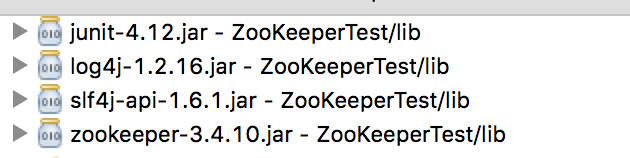 junit-4.12.jar - ZooKeeperTest/lib
log4j-1.2.16.jar - ZooKeeperTest/lib
slf4j-api-1.6.1.jar - ZooKeeperTest/lib
zookeeper-3.4.10.jar - ZooKeeperTest/lib